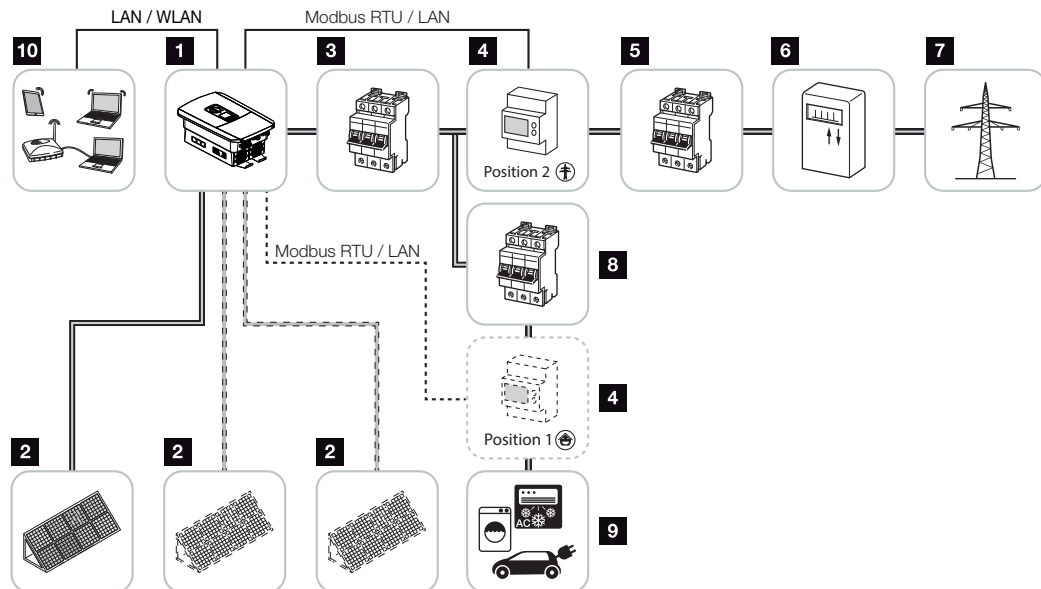 LAN / WLAN
Modbus RTU / LAN
10
1
3
4
5
6
7
Position 2
Modbus RTU / LAN
8
4
Position 1
2
2
2
AC
9